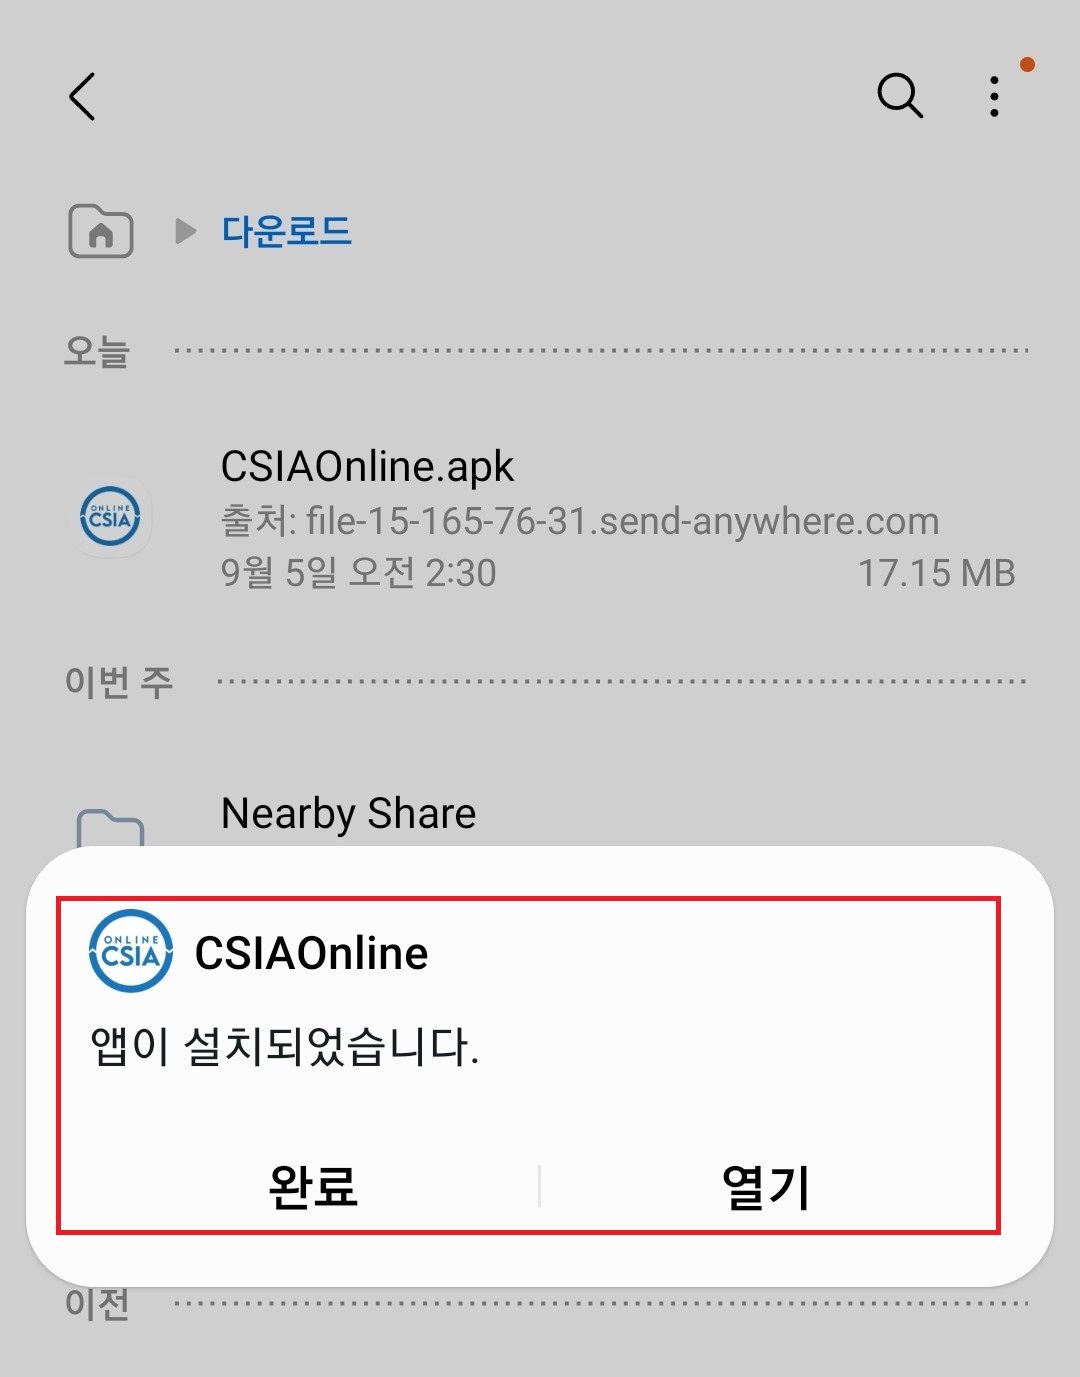 다운로드
오늘
CSIAOnline.apk
ONLINE
CSIA
출처: file-15-165-76-31.send-anywhere.com
9월 5일 오전 2:30
17.15 MB
이번 주
Nearby Share
ONLINE
CSIA
CSIAOnline
앱이 설치되었습니다.
완료
열기
이전